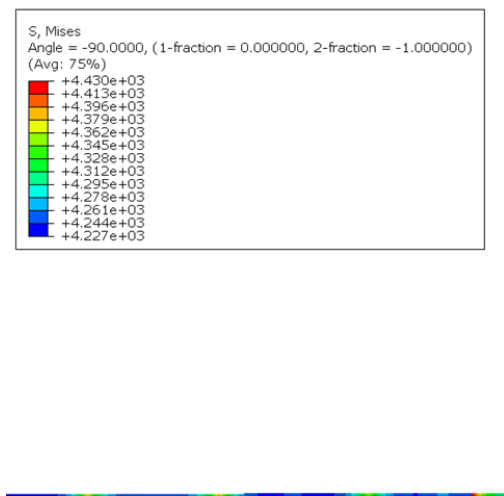 S, Mises
Angle = -90.0000, (1-fraction = 0.000000, 2-fraction = -1.000000)
(Avg: 75%)
+4.430e+03
+4.413e+03
+4.396e+03
+4.379e+03
+4.362e+03
+4.345e+03
+4.328e+03
+4.312e+03
+4.295e+03
+4.278e+03
+4.261e+03
+4.244e+03
+4.227e+03